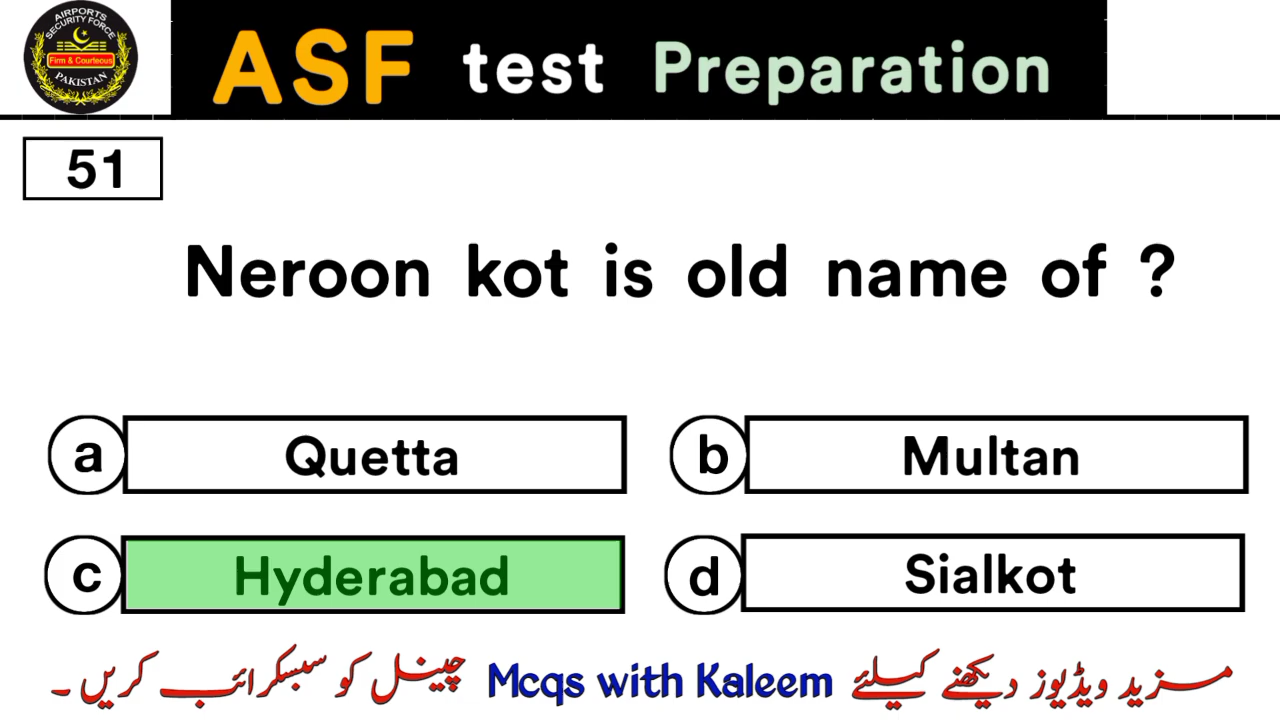 AIRPORTS
SECURITY FORCE
Firm & Courteous
PAKISTAN
ASF test Preparation
51
Neroon kot is old name of ?
a Quetta
b Multan
c Hyderabad
d Sialkot
مزید ویڈیوز دیکھنے کیلئے Mcqs with Kaleem چینل کو سبسکرائب کریں ۔